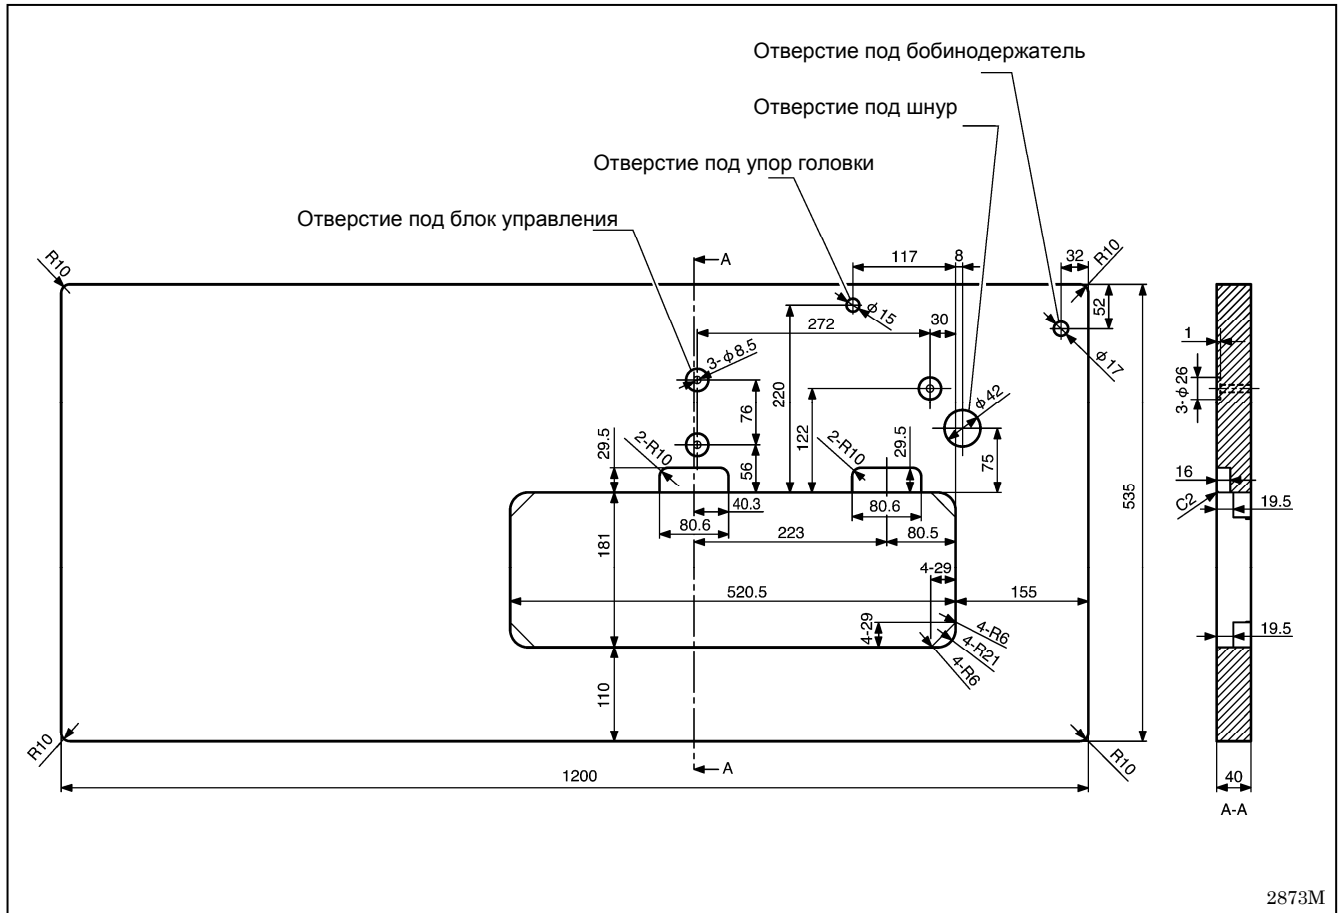 Отверстие под бобинодержатель
Отверстие под шнур
Отверстие под упор головки
Отверстие под блок управления
R10
A
117
8
32
R10
52
φ15
272
30
φ17
1
3-φ26
3-φ8.5
220
76
122
φ42
29.5
2-R10
56
2-R10
29.5
75
16
C2
19.5
535
40.3
80.6
80.6
223
80.5
181
4-29
520.5
155
4-29
4-R6
4-R21
4-R6
19.5
110
R10
A
R10
1200
40
A-A
2873M